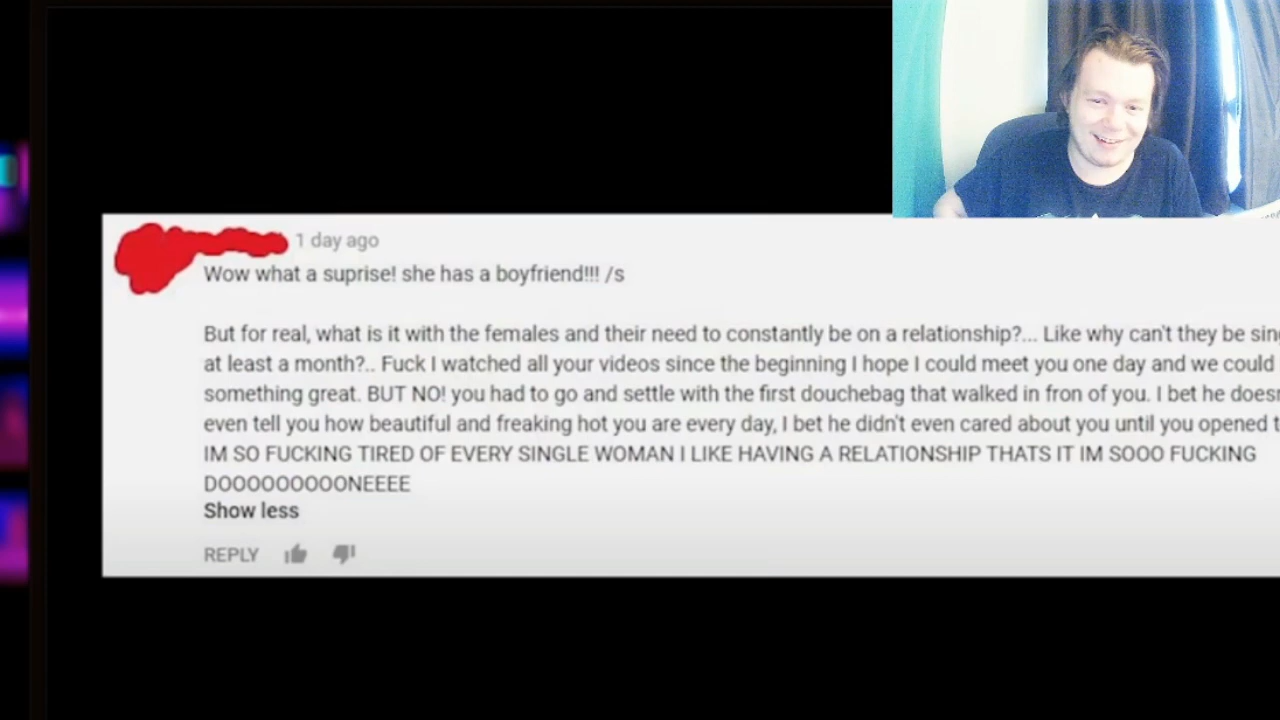 1 day ago
Wow what a suprise! she has a boyfriend!!! /s
But for real, what is it with the females and their need to constantly be on a relationship?... Like why can't they be
at least a month?.. Fuck I watched all your videos since the beginning I hope I could meet you one day and we could
something great. BUT NO! you had to go and settle with the first douchebag that walked in fron of you. I bet he
even tell you how beautiful and freaking hot you are every day, I bet he didn't even cared about you until you opened
IM SO FUCKING TIRED OF EVERY SINGLE WOMAN I LIKE HAVING A RELATIONSHIP THATS IT IM SOOO FUCKING
DOOOOOOOOONEEEE
Show less
REPLY